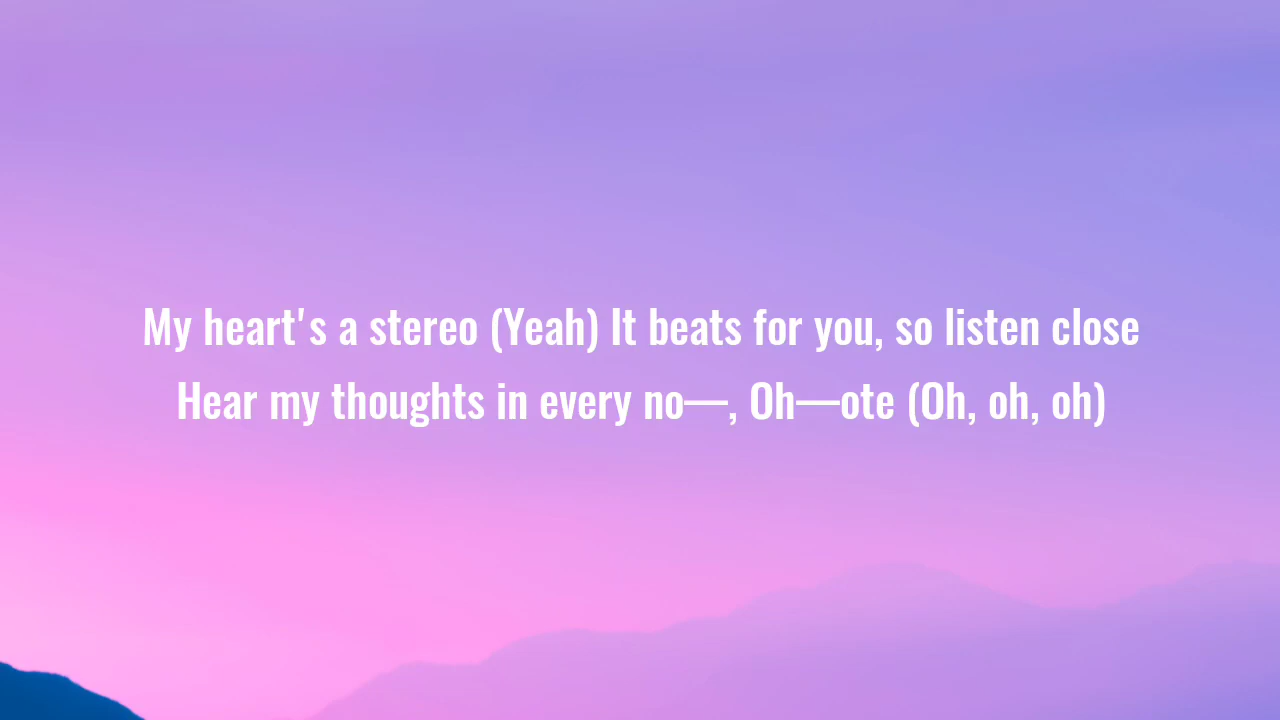 My heart's a stereo (Yeah) It beats for you, so listen close
Hear my thoughts in every no—, Oh—ote (Oh, oh, oh)